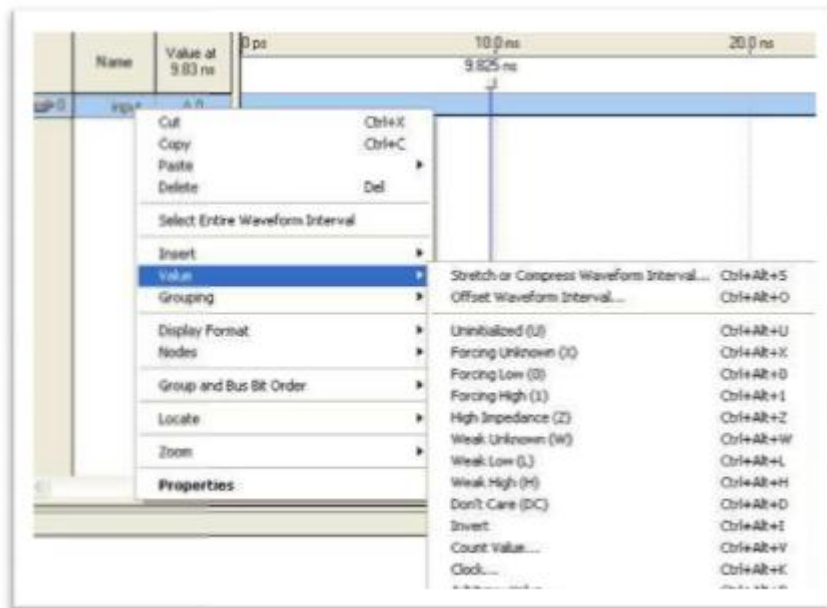 Name
Value at
9.83 ns
0 ps
10.0 ns
20.0 ns
9.825 ns
0
input
A 0
Cut Ctrl+X
Copy Ctrl+C
Paste
Delete Del
Select Entire Waveform Interval
Insert
Value
Grouping
Display Format
Nodes
Group and Bus Bit Order
Locate
Zoom
Properties
Stretch or Compress Waveform Interval... Ctrl+Alt+S
Offset Waveform Interval... Ctrl+Alt+O
Uninitialized (U) Ctrl+Alt+U
Forcing Unknown (X) Ctrl+Alt+X
Forcing Low (0) Ctrl+Alt+0
Forcing High (1) Ctrl+Alt+1
High Impedance (Z) Ctrl+Alt+Z
Weak Unknown (W) Ctrl+Alt+W
Weak Low (L) Ctrl+Alt+L
Weak High (H) Ctrl+Alt+H
Don't Care (DC) Ctrl+Alt+D
Invert Ctrl+Alt+I
Count Value... Ctrl+Alt+V
Clock... Ctrl+Alt+K